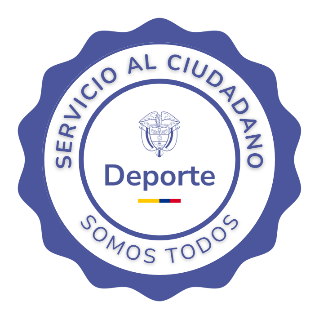 SERVICIO AL CIUDADANO
Deporte
SOMOS TODOS